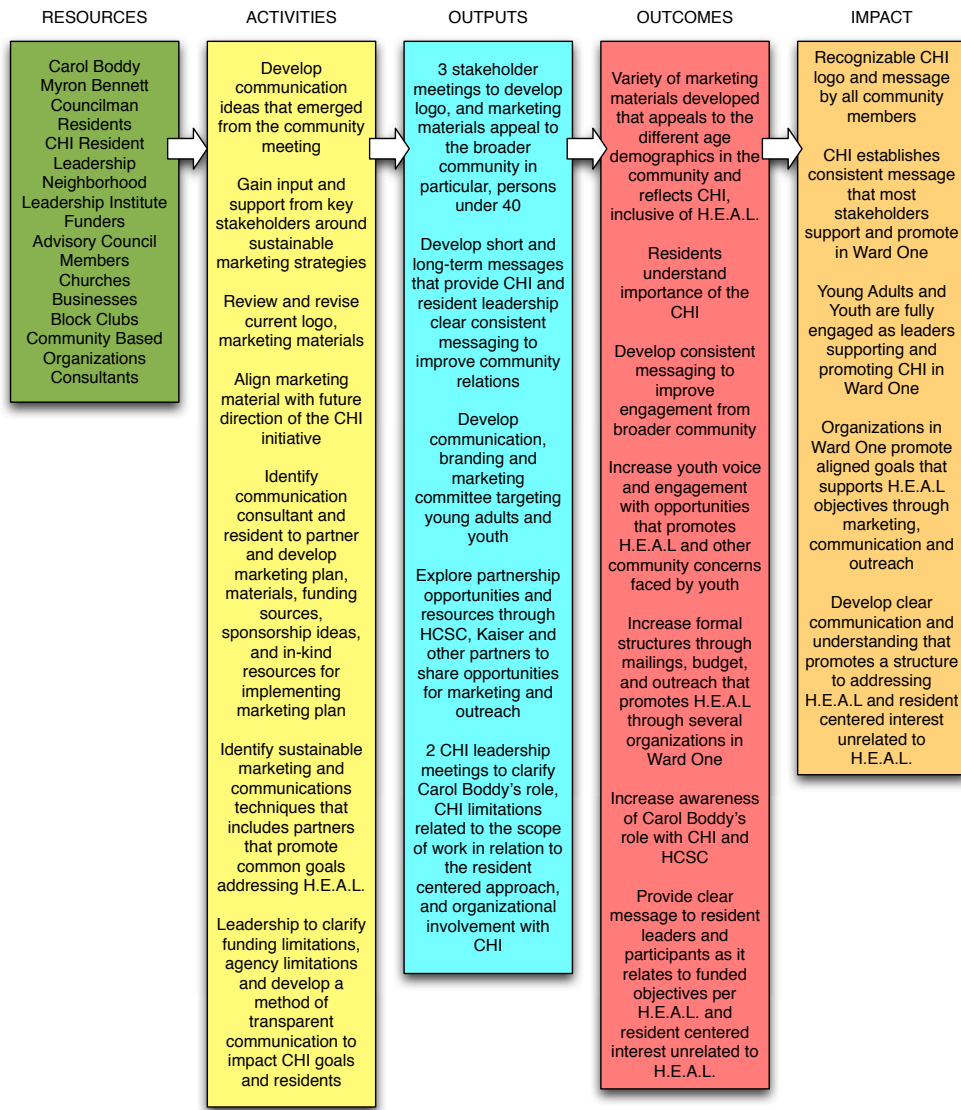 RESOURCES
ACTIVITIES
OUTPUTS
OUTCOMES
IMPACT
Carol Boddy
Myron Bennett
Councilman
Residents
CHI Resident
Leadership
Neighborhood
Leadership Institute
Funders
Advisory Council
Members
Churches
Businesses
Block Clubs
Community Based
Organizations
Consultants
Develop
communication
ideas that emerged
from the community
meeting
Gain input and
support from key
stakeholders around
sustainable
marketing strategies
Review and revise
current logo,
marketing materials
Align marketing
material with future
direction of the CHI
initiative
Identify
communication
consultant and
resident to partner
and develop
marketing plan,
materials, funding
sources,
sponsorship ideas,
and in-kind
resources for
implementing
marketing plan
Identify sustainable
marketing and
communications
techniques that
includes partners
that promote
common goals
addressing H.E.A.L.
Leadership to clarify
funding limitations,
agency limitations
and develop a
method of
transparent
communication to
impact CHI goals
and residents
3 stakeholder
meetings to develop
logo, and marketing
materials appeal to
the broader
community in
particular, persons
under 40
Develop short and
long-term messages
that provide CHI and
resident leadership
clear consistent
messaging to
improve community
relations
Develop
communication,
branding and
marketing
committee targeting
young adults and
youth
Explore partnership
opportunities and
resources through
HCSC, Kaiser and
other partners to
share opportunities
for marketing and
outreach
2 CHI leadership
meetings to clarify
Carol Boddy's role,
CHI limitations
related to the scope
of work in relation to
the resident
centered approach,
and organizational
involvement with
CHI
Variety of marketing
materials developed
that appeals to the
different age
demographics in the
community and
reflects CHI,
inclusive of H.E.A.L.
Residents
understand
importance of the
CHI
Develop consistent
messaging to
improve
engagement from
broader community
Increase youth voice
and engagement
with opportunities
that promotes
H.E.A.L and other
community concerns
faced by youth
Increase formal
structures through
mailings, budget,
and outreach that
promotes H.E.A.L
through several
organizations in
Ward One
Increase awareness
of Carol Boddy's
role with CHI and
HCSC
Provide clear
message to resident
leaders and
participants as it
relates to funded
objectives per
H.E.A.L. and
resident centered
interest unrelated to
H.E.A.L.
Recognizable CHI
logo and message
by all community
members
CHI establishes
consistent message
that most
stakeholders
support and promote
in Ward One
Young Adults and
Youth are fully
engaged as leaders
supporting and
promoting CHI in
Ward One
Organizations in
Ward One promote
aligned goals that
supports H.E.A.L
objectives through
marketing,
communication and
outreach
Develop clear
communication and
understanding that
promotes a structure
to addressing
H.E.A.L and resident
centered interest
unrelated to
H.E.A.L.